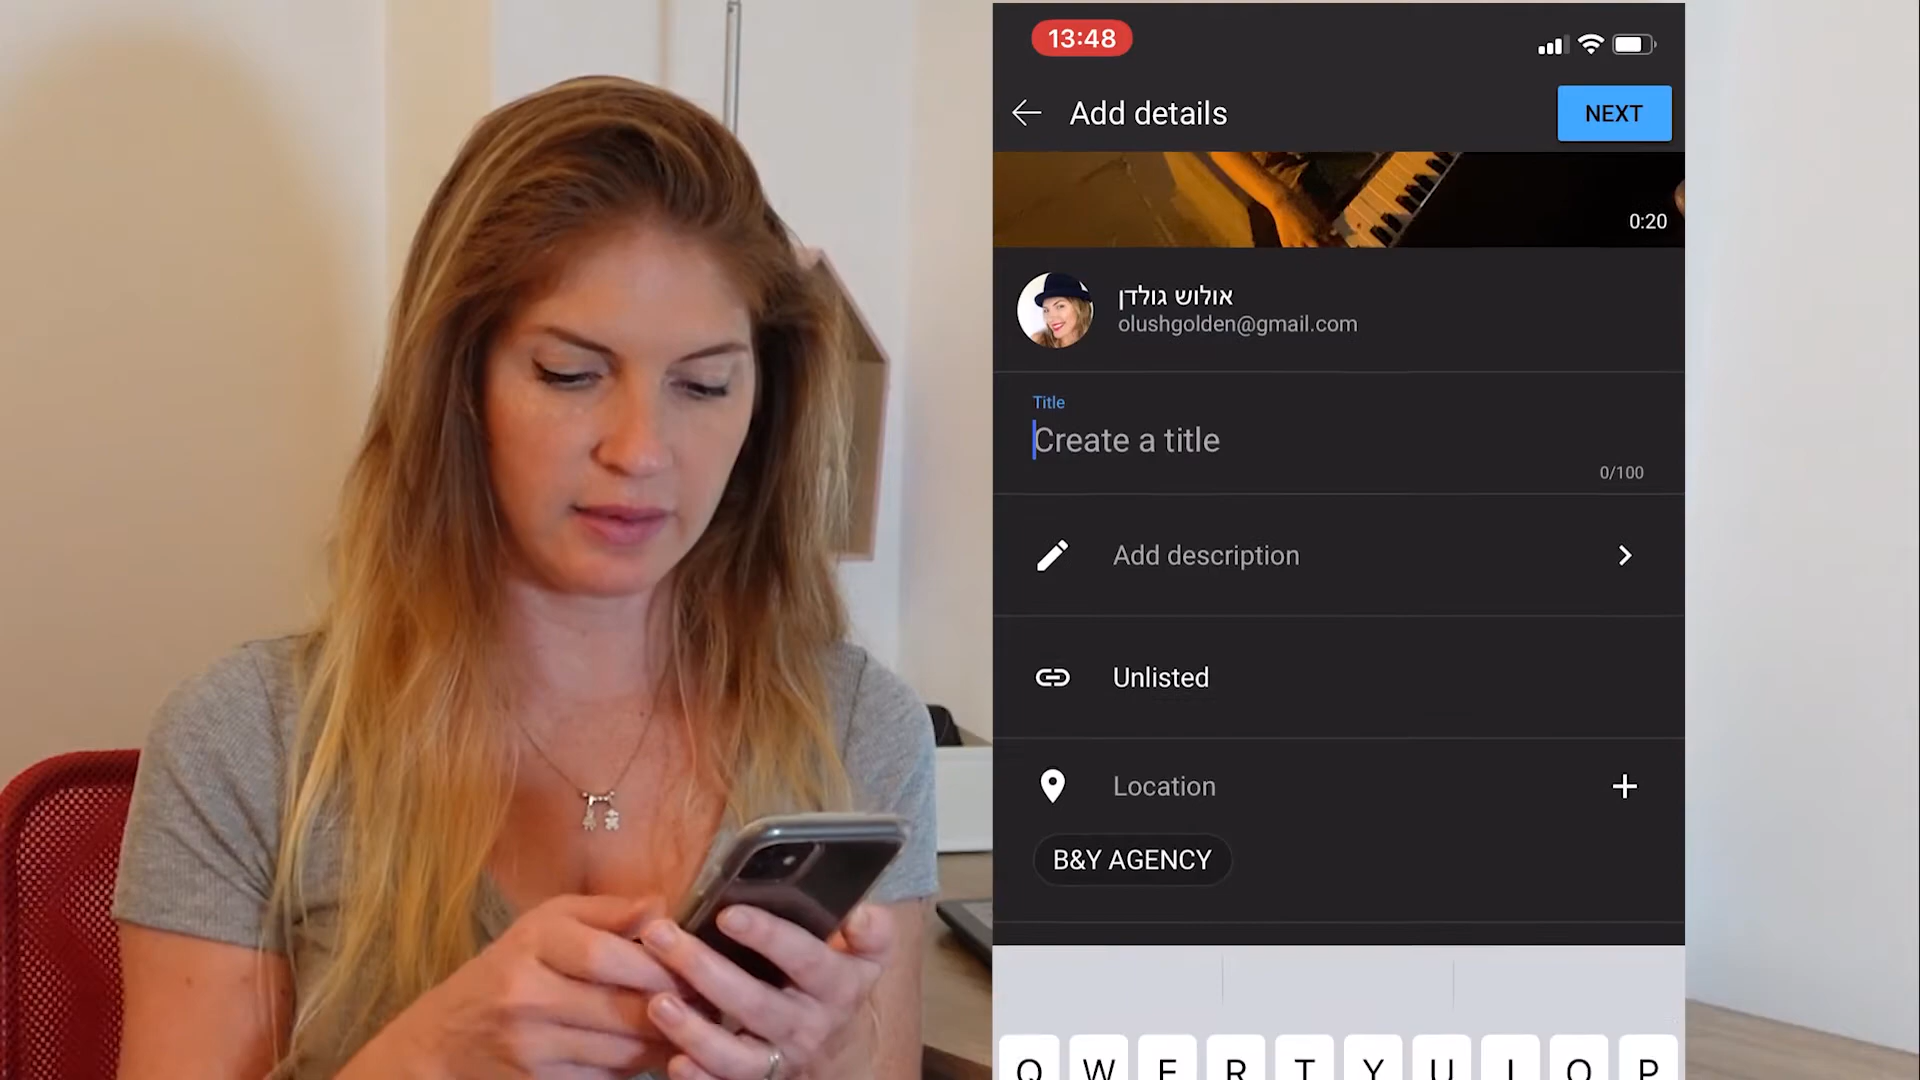 13:48
Add details
NEXT
0:20
אולוש גולדן
olushgolden@gmail.com
Title
Create a title
0/100
Add description
Unlisted
Location
B&Y AGENCY
Q W E R T Y U I O P